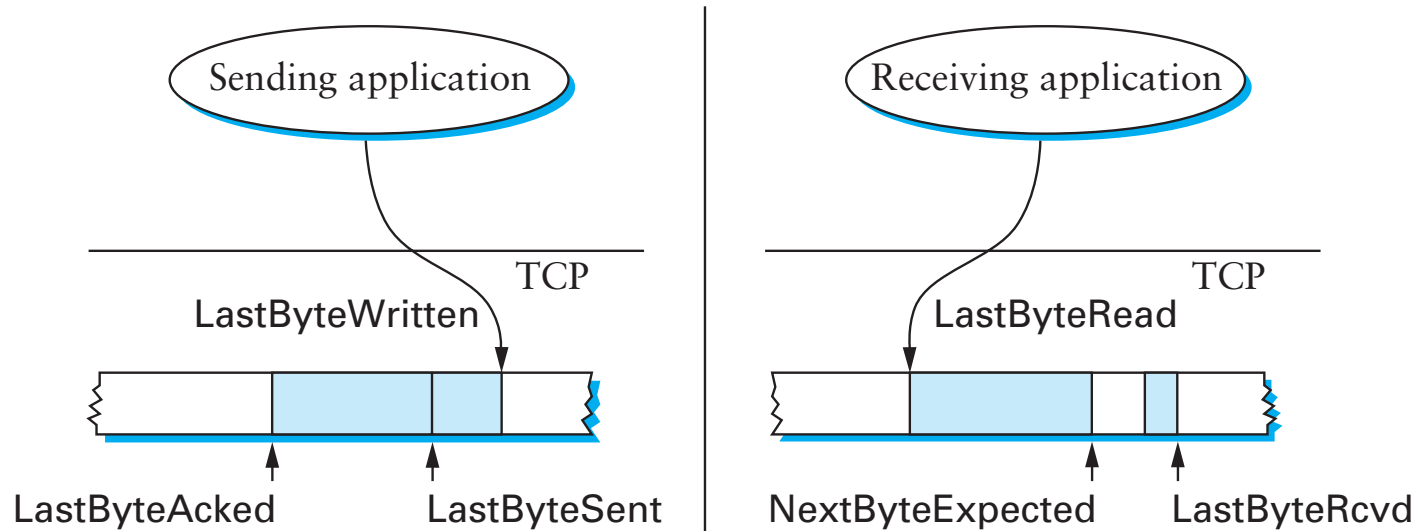 Sending application
TCP
LastByteWritten
LastByteAcked
LastByteSent
Receiving application
TCP
LastByteRead
NextByteExpected
LastByteRcvd